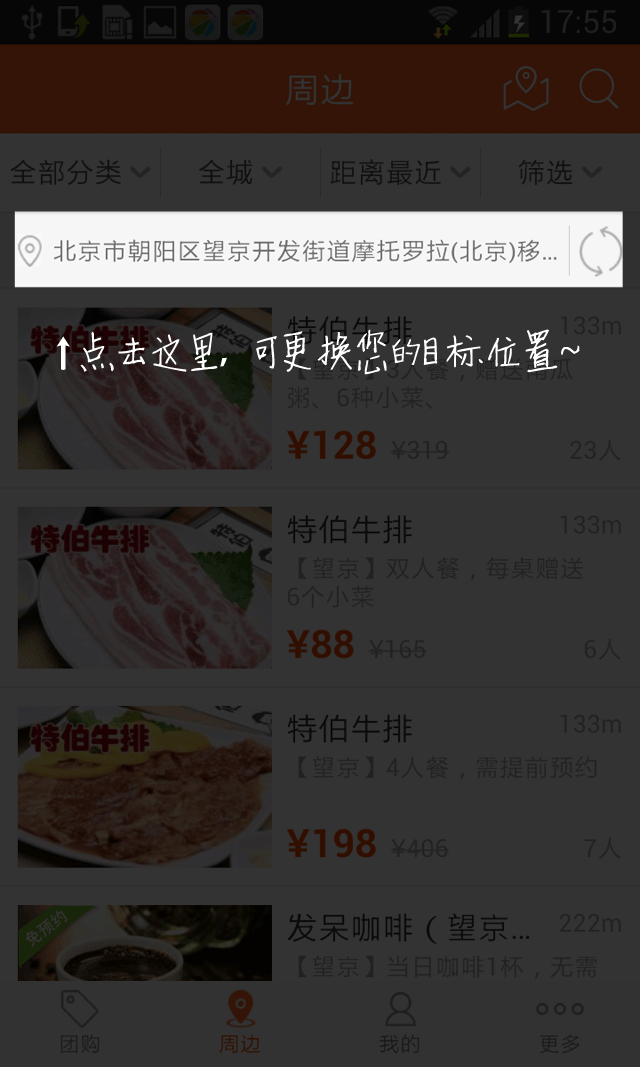 17:55
周边
全部分类 全城 距离最近 筛选
北京市朝阳区望京开发街道摩托罗拉(北京)移...
特伯牛排
特伯牛排 133m
↑点击这里,可更换您的目标位置~
【望京】3人餐，赠送南瓜
粥、6种小菜、
¥128 ¥319 23人
特伯牛排
特伯牛排 133m
【望京】双人餐，每桌赠送
6个小菜
¥88 ¥165 6人
特伯牛排
特伯牛排 133m
【望京】4人餐，需提前预约
¥198 ¥406 7人
免预约
发呆咖啡（望京... 222m
【望京】当日咖啡1杯，无需
团购 周边 我的 更多